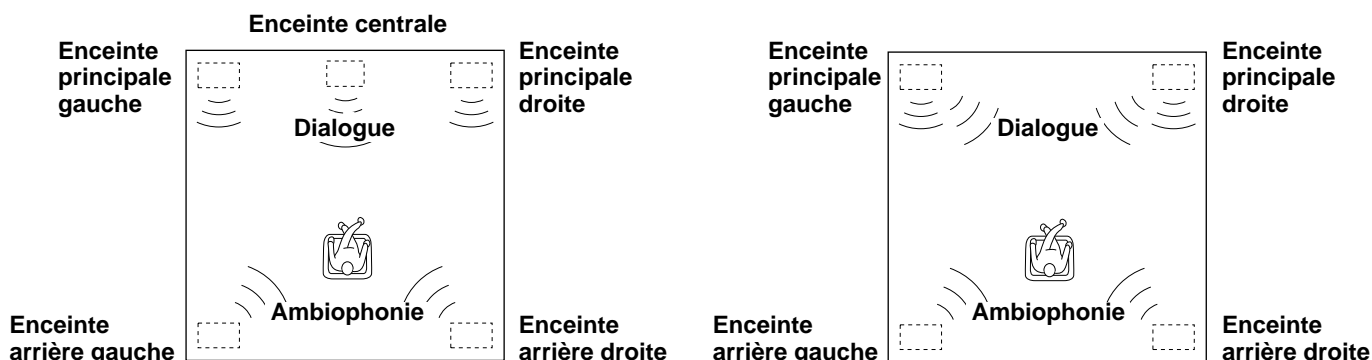 Enceinte centrale
Enceinte
principale
gauche
Enceinte
principale
droite
Dialogue
Ambiophonie
Enceinte
arrière gauche
Enceinte
arrière droite
Enceinte
principale
gauche
Enceinte
principale
droite
Dialogue
Ambiophonie
Enceinte
arrière gauche
Enceinte
arrière droite